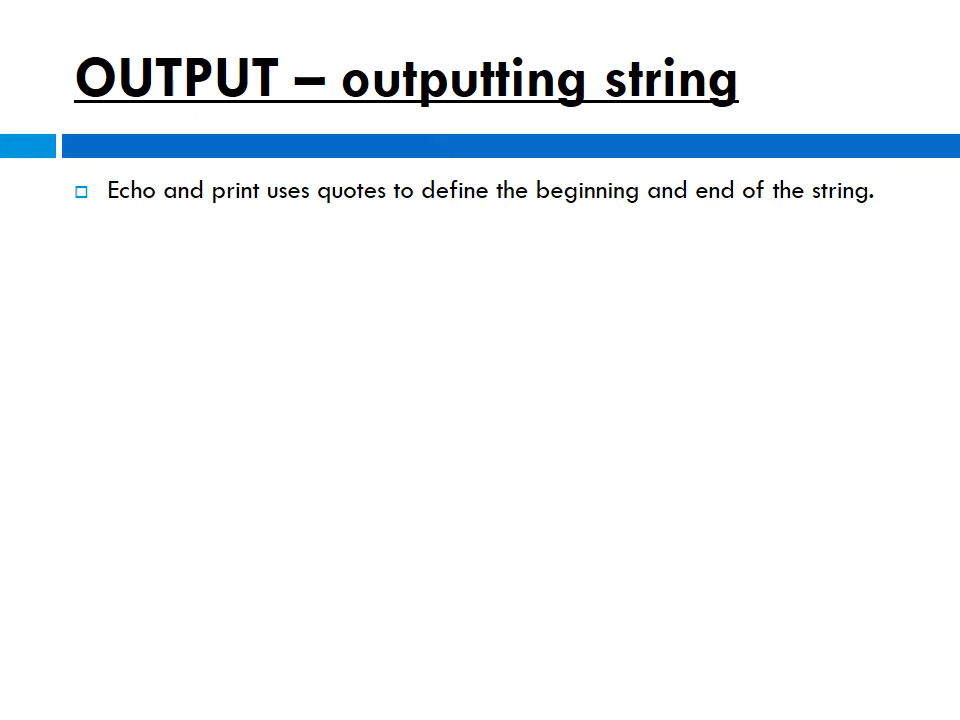 OUTPUT – outputting string
Echo and print uses quotes to define the beginning and end of the string.